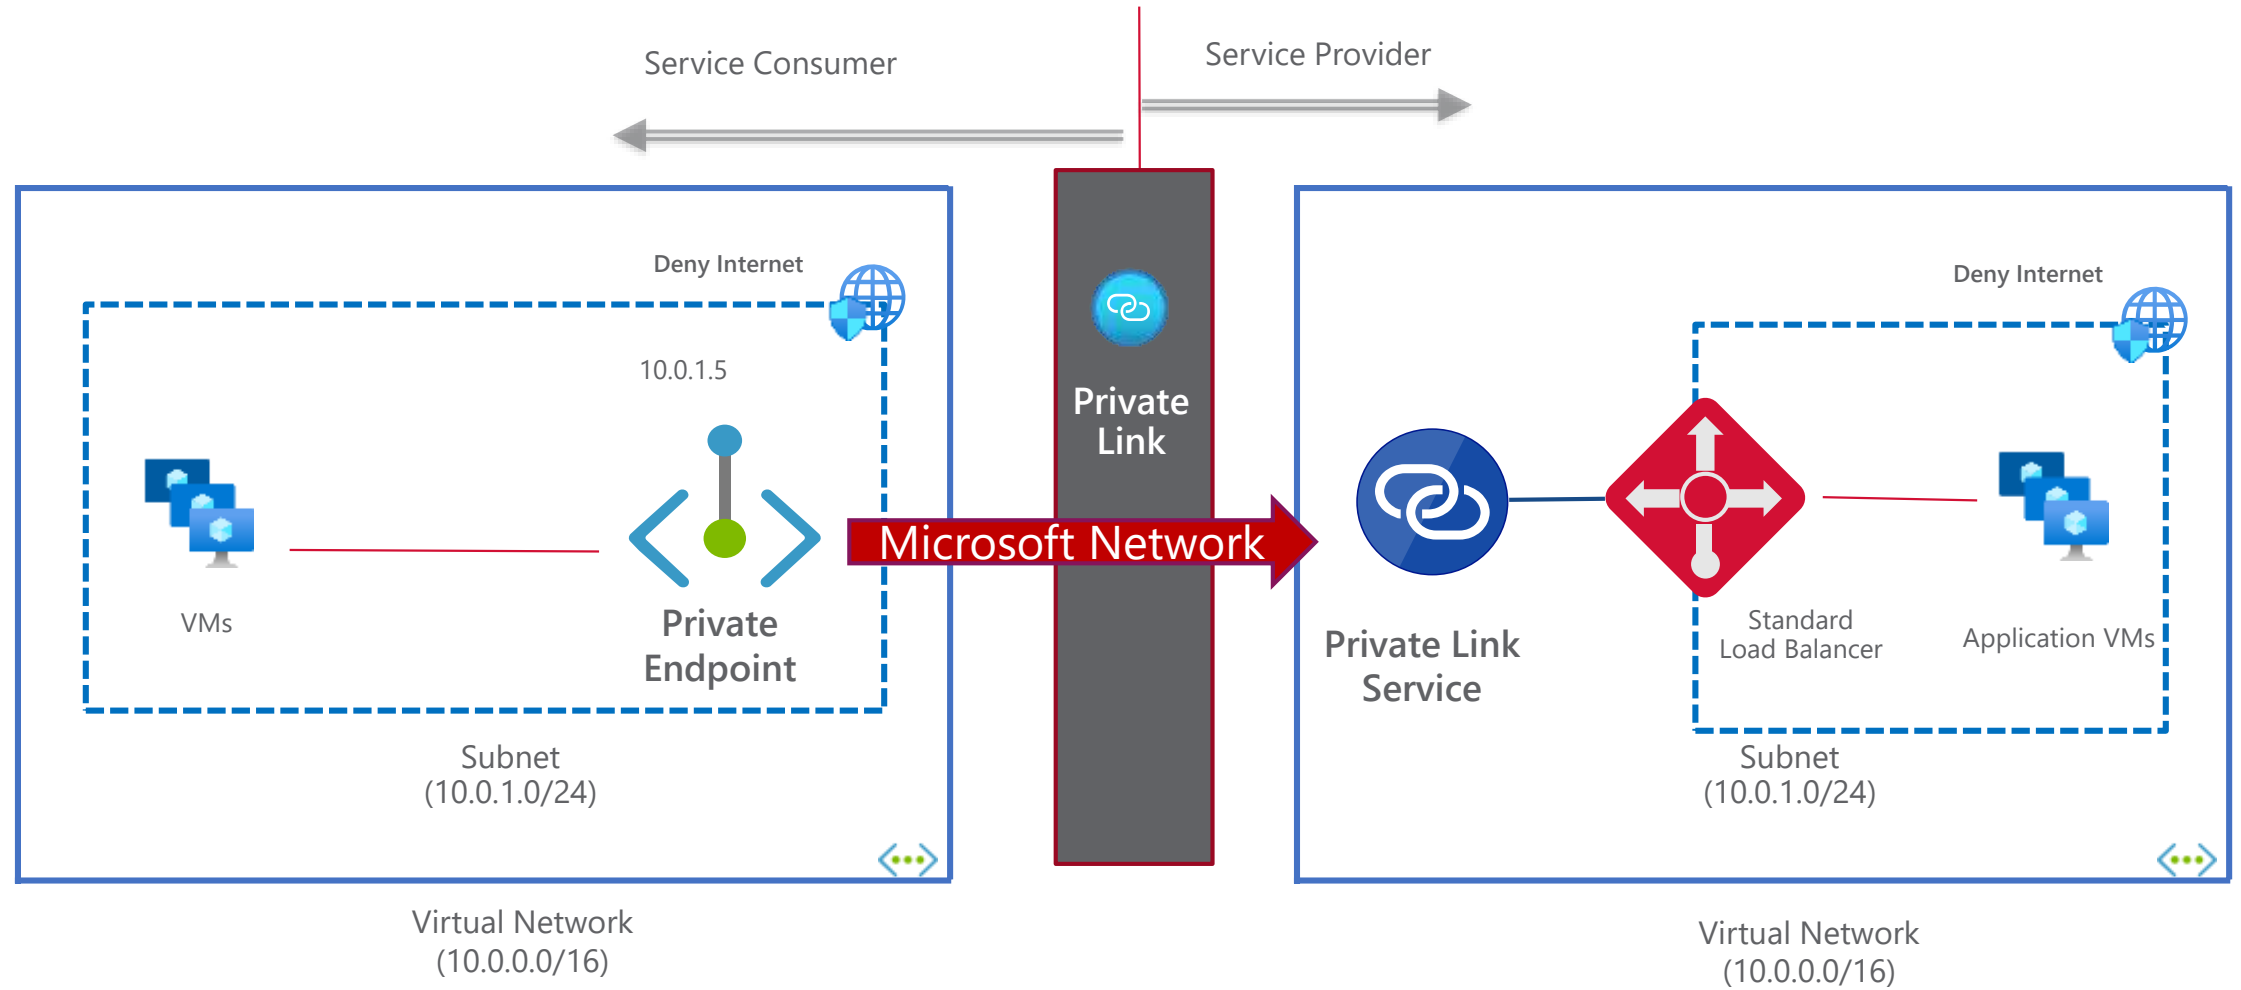 Service Consumer
Service Provider
Deny Internet
10.0.1.5
VMs
Private
Endpoint
Subnet
(10.0.1.0/24)
Virtual Network
(10.0.0.0/16)
Private
Link
Microsoft Network
Deny Internet
Private Link
Service
Standard
Load Balancer
Application VMs
Subnet
(10.0.1.0/24)
Virtual Network
(10.0.0.0/16)